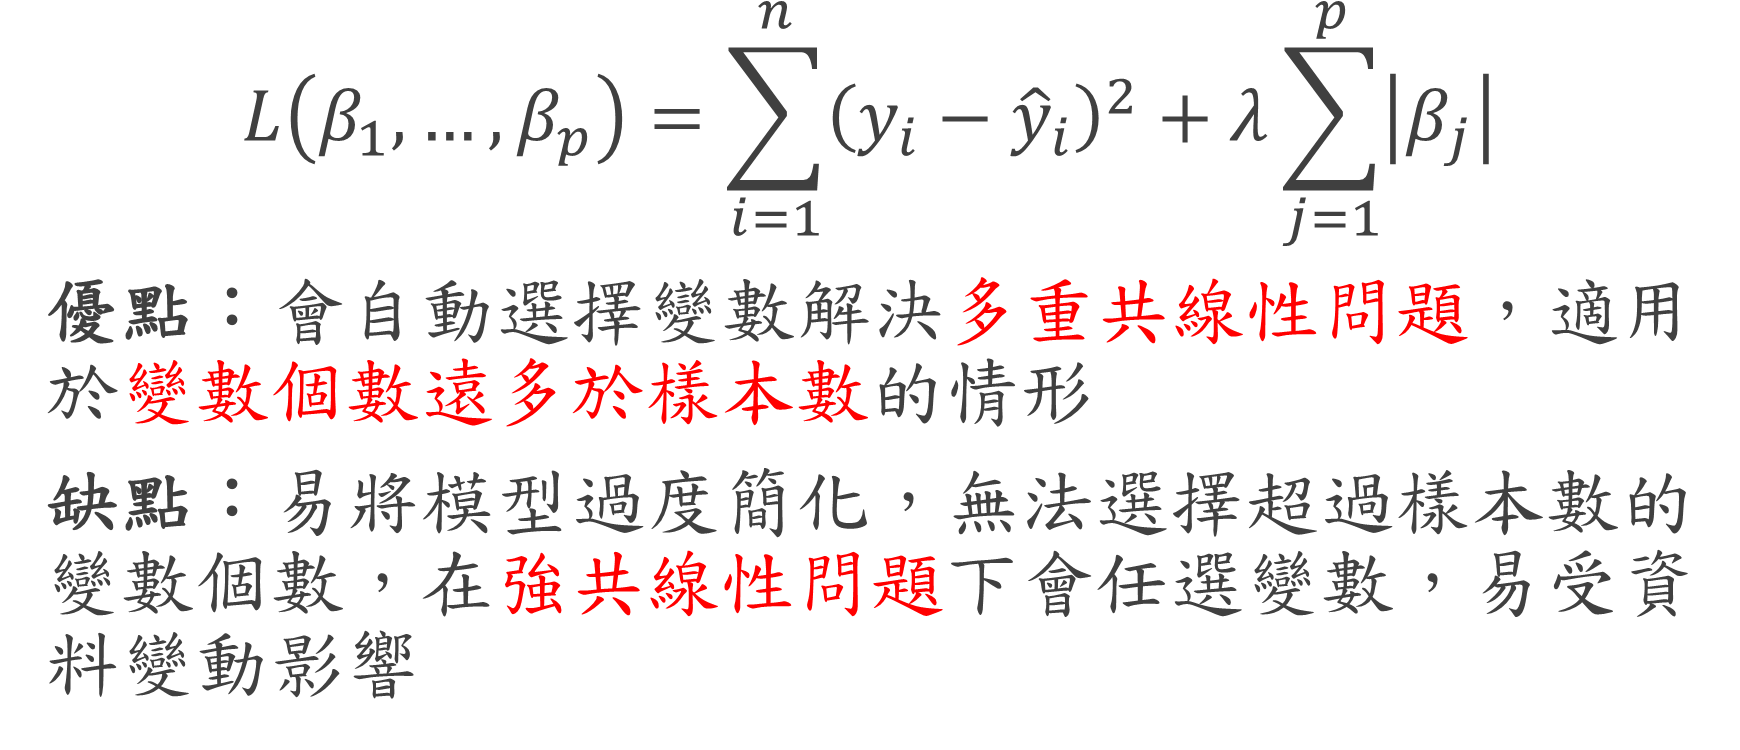 L(β₁, …, βₚ) = ∑ᵢ₌₁ⁿ (yᵢ − ŷᵢ)² + λ ∑ⱼ₌₁ᵖ |βⱼ|
優點：會自動選擇變數解決多重共線性問題，適用
於變數個數遠多於樣本數的情形
缺點：易將模型過度簡化，無法選擇超過樣本數的
變數個數，在強共線性問題下會任選變數，易受資
料變動影響